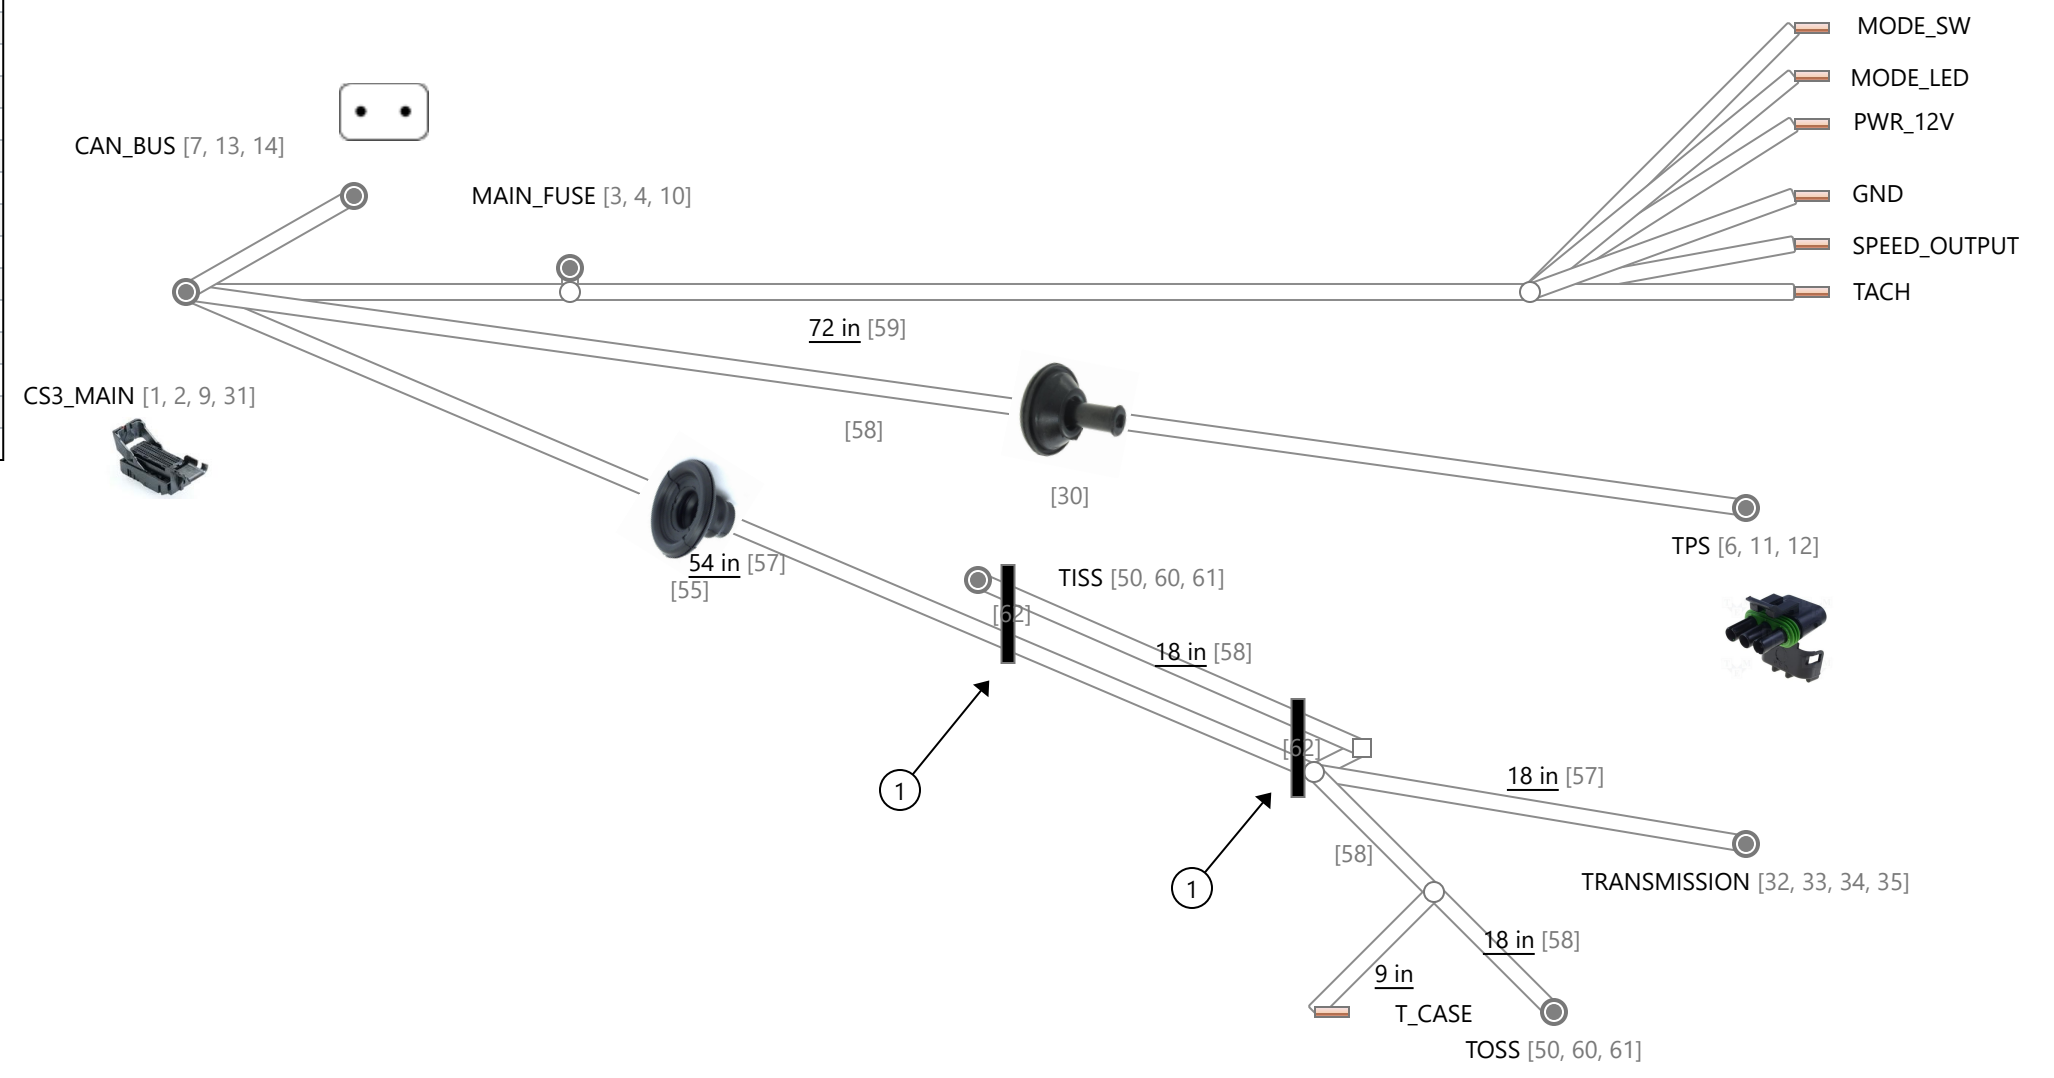 MODE_SW
MODE_LED
PWR_12V
CAN_BUS [7, 13, 14]
MAIN_FUSE [3, 4, 10]
GND
SPEED_OUTPUT
TACH
72 in [59]
CS3_MAIN [1, 2, 9, 31]
[58]
[30]
TPS [6, 11, 12]
54 in [57]
[55]
TISS [50, 60, 61]
[62]
18 in [58]
[62]
1
18 in [57]
[58]
1
TRANSMISSION [32, 33, 34, 35]
18 in [58]
9 in
T_CASE
TOSS [50, 60, 61]